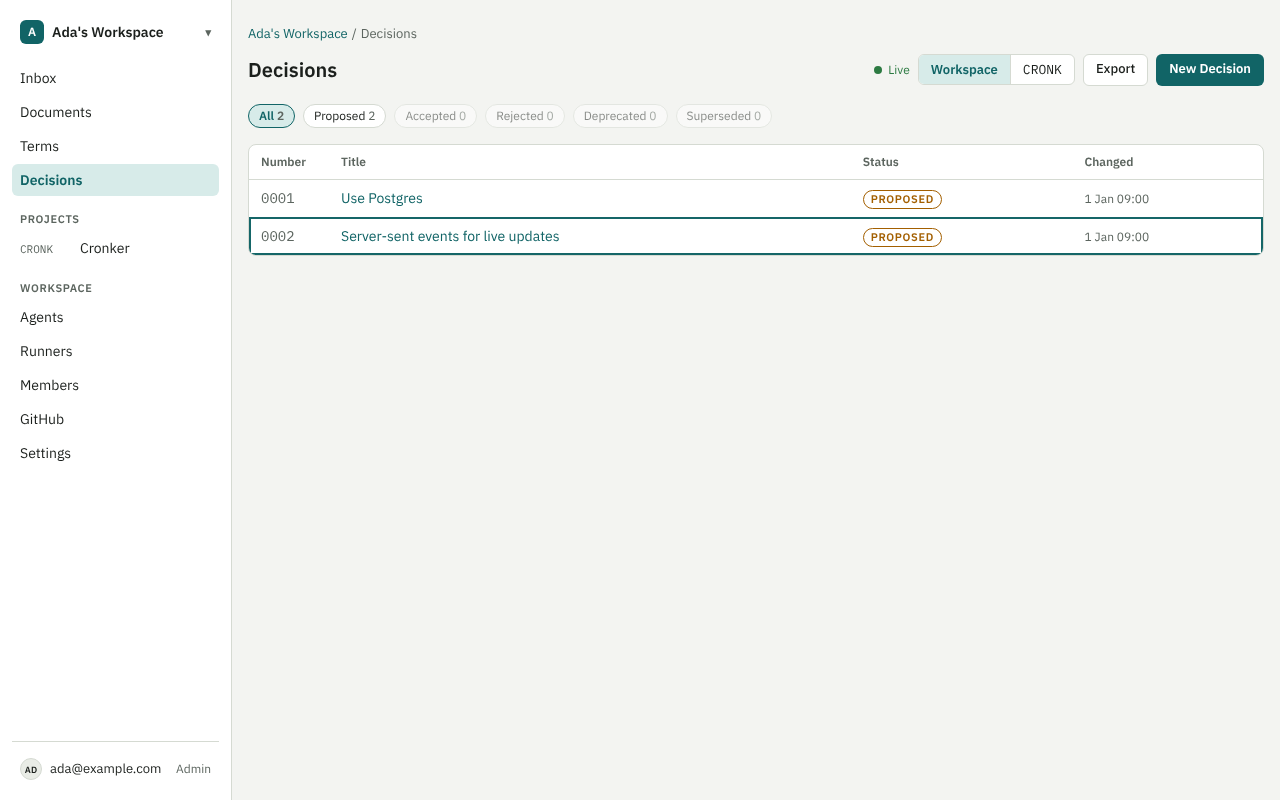 A Ada's Workspace ▾
Inbox
Documents
Terms
Decisions
PROJECTS
CRONK Cronker
WORKSPACE
Agents
Runners
Members
GitHub
Settings
AD ada@example.com Admin
Ada's Workspace / Decisions
Decisions
Live Workspace CRONK Export New Decision
All 2 Proposed 2 Accepted 0 Rejected 0 Deprecated 0 Superseded 0
Number Title Status Changed
0001 Use Postgres PROPOSED 1 Jan 09:00
0002 Server-sent events for live updates PROPOSED 1 Jan 09:00